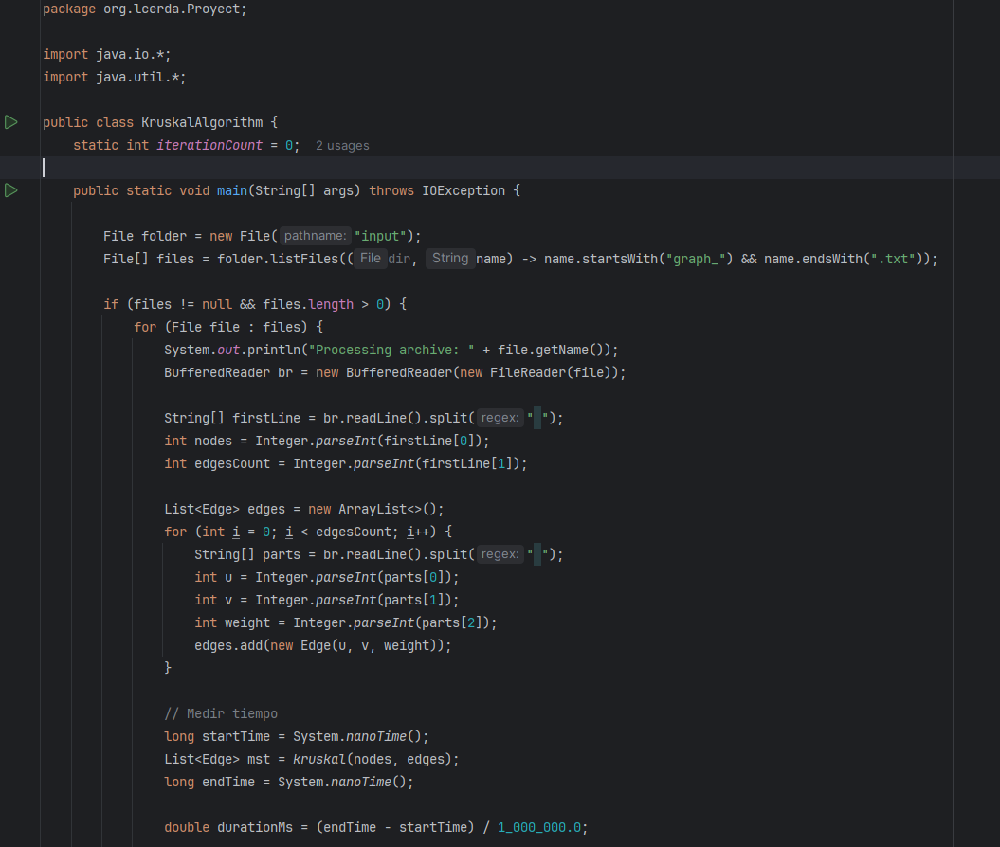 package org.lcerda.Proyect;
import java.io.*;
import java.util.*;
public class KruskalAlgorithm {
static int iterationCount = 0; 2 usages
public static void main(String[] args) throws IOException {
File folder = new File( pathname: "input");
File[] files = folder.listFiles(( File dir, String name) -> name.startsWith("graph_") && name.endsWith(".txt"));
if (files != null && files.length > 0) {
for (File file : files) {
System.out.println("Processing archive: " + file.getName());
BufferedReader br = new BufferedReader(new FileReader(file));
String[] firstLine = br.readLine().split( regex: " ");
int nodes = Integer.parseInt(firstLine[0]);
int edgesCount = Integer.parseInt(firstLine[1]);
List<Edge> edges = new ArrayList<>();
for (int i = 0; i < edgesCount; i++) {
String[] parts = br.readLine().split( regex: " ");
int u = Integer.parseInt(parts[0]);
int v = Integer.parseInt(parts[1]);
int weight = Integer.parseInt(parts[2]);
edges.add(new Edge(u, v, weight));
}
// Medir tiempo
long startTime = System.nanoTime();
List<Edge> mst = kruskal(nodes, edges);
long endTime = System.nanoTime();
double durationMs = (endTime - startTime) / 1_000_000.0;